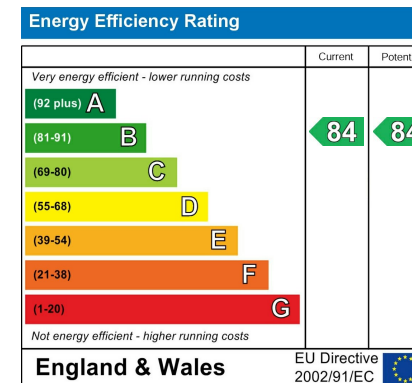 Energy Efficiency Rating
Current Potent
Very energy efficient - lower running costs
(92 plus) A
(81-91) B 84 84
(69-80) C
(55-68) D
(39-54) E
(21-38) F
(1-20) G
Not energy efficient - higher running costs
England & Wales
EU Directive
2002/91/EC